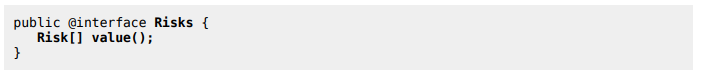 public @interface Risks {
   Risk[] value();
}